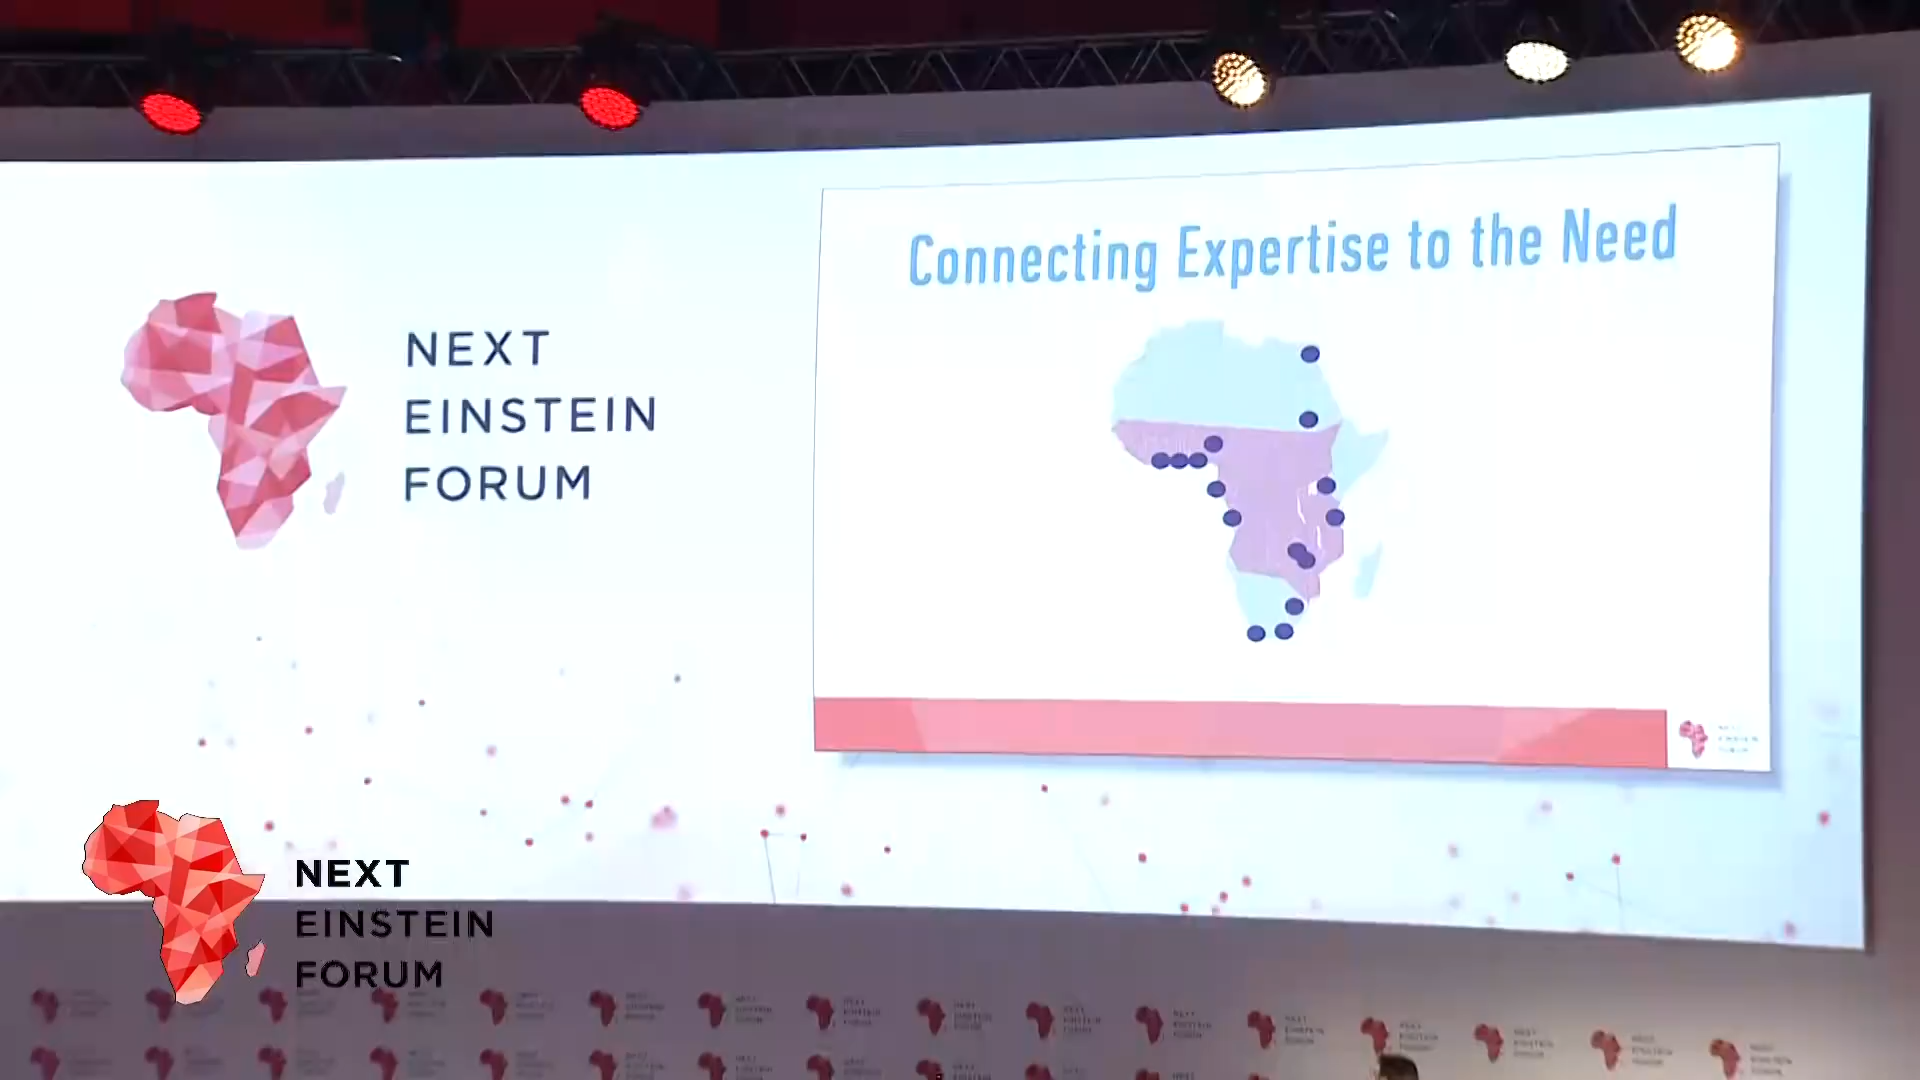 NEXT
EINSTEIN
FORUM
Connecting Expertise to the Need
NEXT
EINSTEIN
FORUM